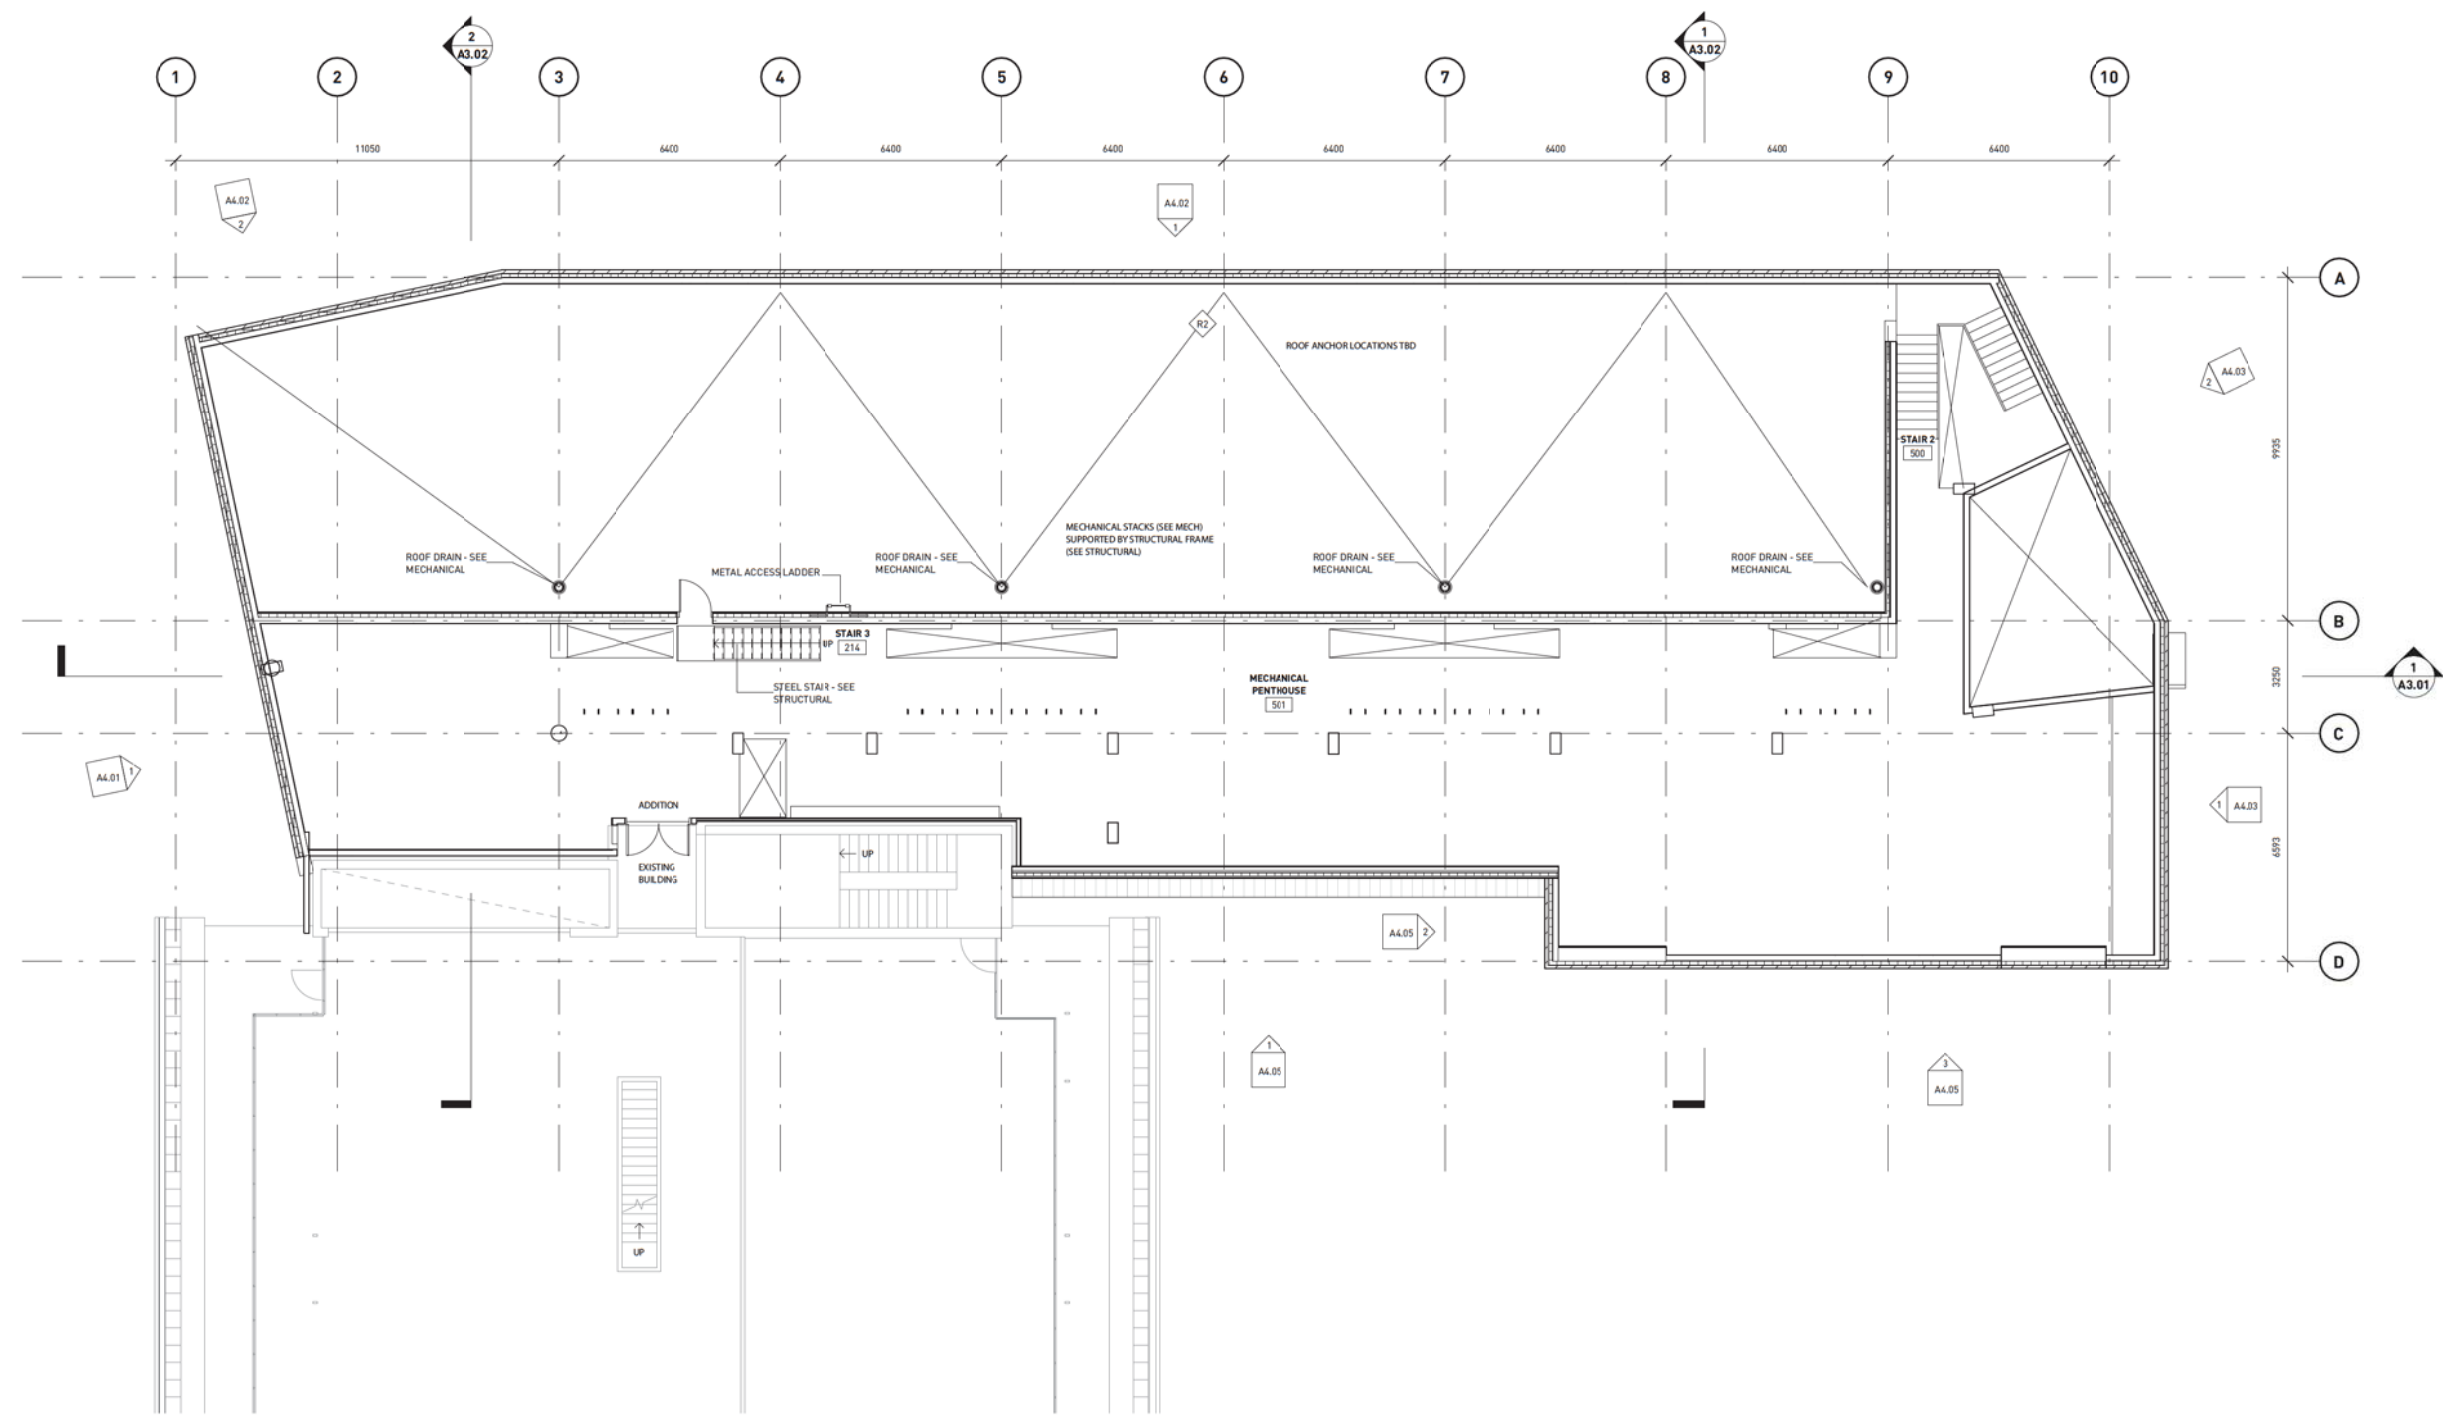 2
A3.02
1
A3.02
1
2
3
4
5
6
7
8
9
10
11050
6400
6400
6400
6400
6400
6400
6400
A4.02
2
A4.02
1
A
R2
ROOF ANCHOR LOCATIONS TBD
2
A4.03
STAIR 2
500
9935
MECHANICAL STACKS (SEE MECH)
SUPPORTED BY STRUCTURAL FRAME
(SEE STRUCTURAL)
ROOF DRAIN - SEE
MECHANICAL
METAL ACCESS LADDER
ROOF DRAIN - SEE
MECHANICAL
ROOF DRAIN - SEE
MECHANICAL
ROOF DRAIN - SEE
MECHANICAL
B
UP
STAIR 3
214
STEEL STAIR - SEE
STRUCTURAL
MECHANICAL
PENTHOUSE
501
3250
1
A3.01
C
A4.01
1
ADDITION
1
A4.03
EXISTING
BUILDING
UP
6593
A4.05
2
D
1
A4.05
3
A4.05
UP